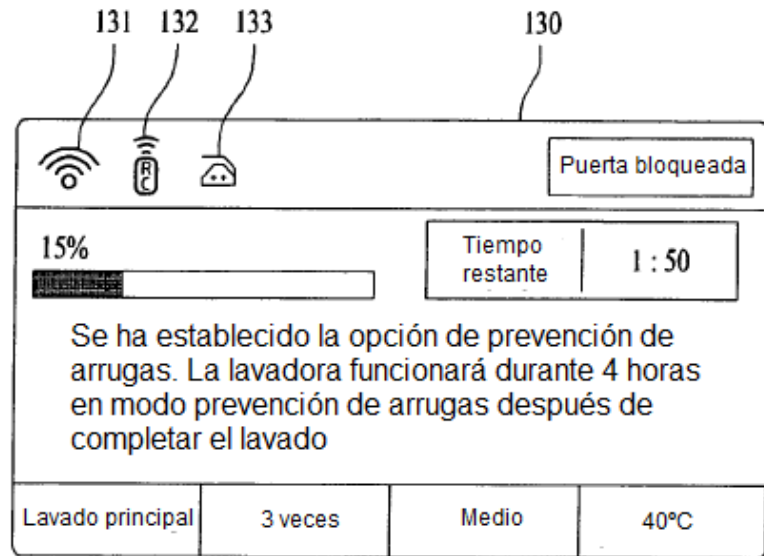 131 132 133 130
R
C
Puerta bloqueada
15%
Tiempo
restante
1 : 50
Se ha establecido la opción de prevención de
arrugas. La lavadora funcionará durante 4 horas
en modo prevención de arrugas después de
completar el lavado
Lavado principal 3 veces Medio 40ºC